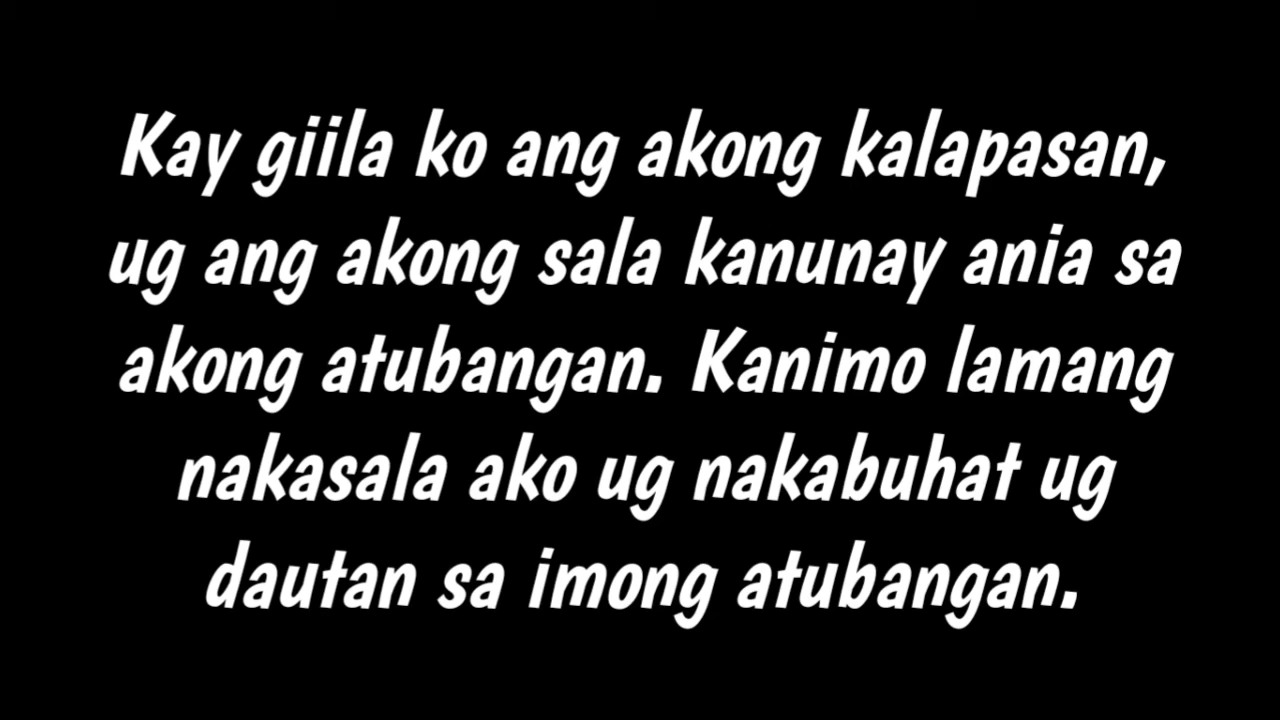 Kay giila ko ang akong kalapasan,
ug ang akong sala kanunay ania sa
akong atubangan. Kanimo lamang
nakasala ako ug nakabuhat ug
dautan sa imong atubangan.